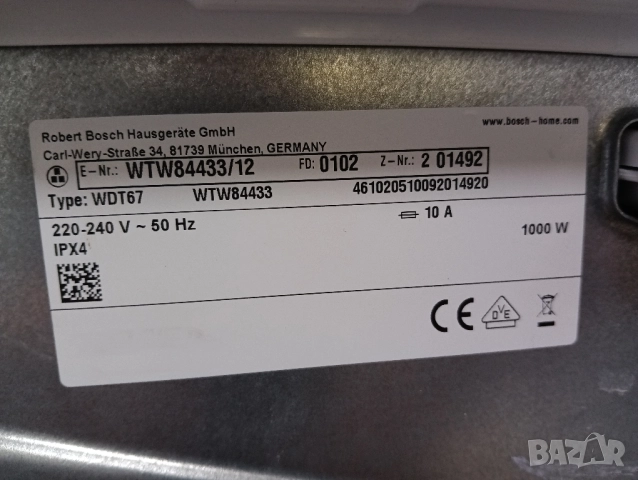 Robert Bosch Hausgeräte GmbH
www.bosch-home.com
Carl-Wery-Straße 34, 81739 München, GERMANY
E-Nr.: WTW84433/12 FD: 0102 Z-Nr.: 2 01492
Type: WDT67 WTW84433 461020510092014920
220-240 V ~ 50 Hz 10 A 1000 W
IPX4
CE DVE
BAZAR